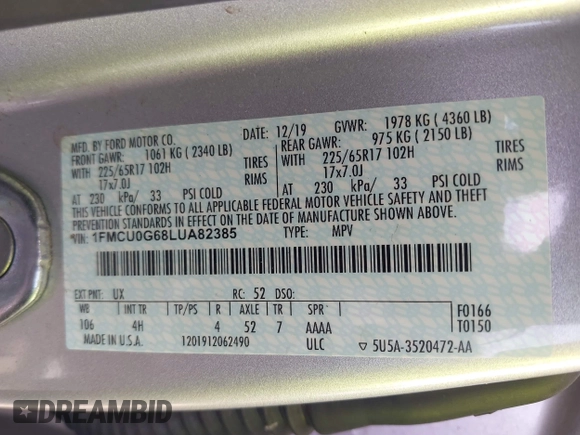 MFD. BY FORD MOTOR CO.
DATE: 12/19 GVWR: 1978 KG ( 4360 LB)
FRONT GAWR: 1061 KG ( 2340 LB)
REAR GAWR: 975 KG ( 2150 LB)
WITH 225/65R17 102H TIRES
WITH 225/65R17 102H TIRES
17x7.0J RIMS
17x7.0J RIMS
AT 230 kPa/ 33 PSI COLD
AT 230 kPa/ 33 PSI COLD
THIS VEHICLE CONFORMS TO ALL APPLICABLE FEDERAL MOTOR VEHICLE SAFETY AND THEFT
PREVENTION STANDARDS IN EFFECT ON THE DATE OF MANUFACTURE SHOWN ABOVE.
VIN: 1FMCU0G68LUA82385 TYPE: MPV
EXT PNT: UX RC: 52 DSO:
WB INT TR TP/PS R AXLE TR SPR
F0166
106 4H 4 52 7 AAAA
T0150
MADE IN U.S.A. 1201912062490 ULC ▽ 5U5A-3520472-AA
DREAMBID